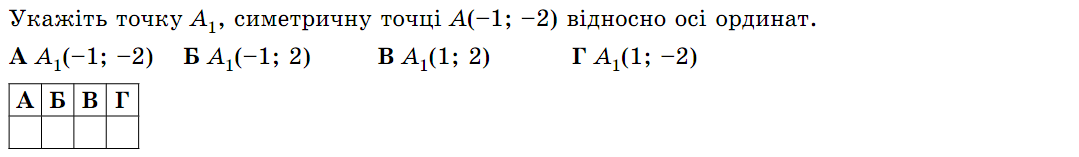 Укажіть точку A₁, симетричну точці A(−1; −2) відносно осі ординат.
А A₁(−1; −2) Б A₁(−1; 2) В A₁(1; 2) Г A₁(1; −2)
А Б В Г